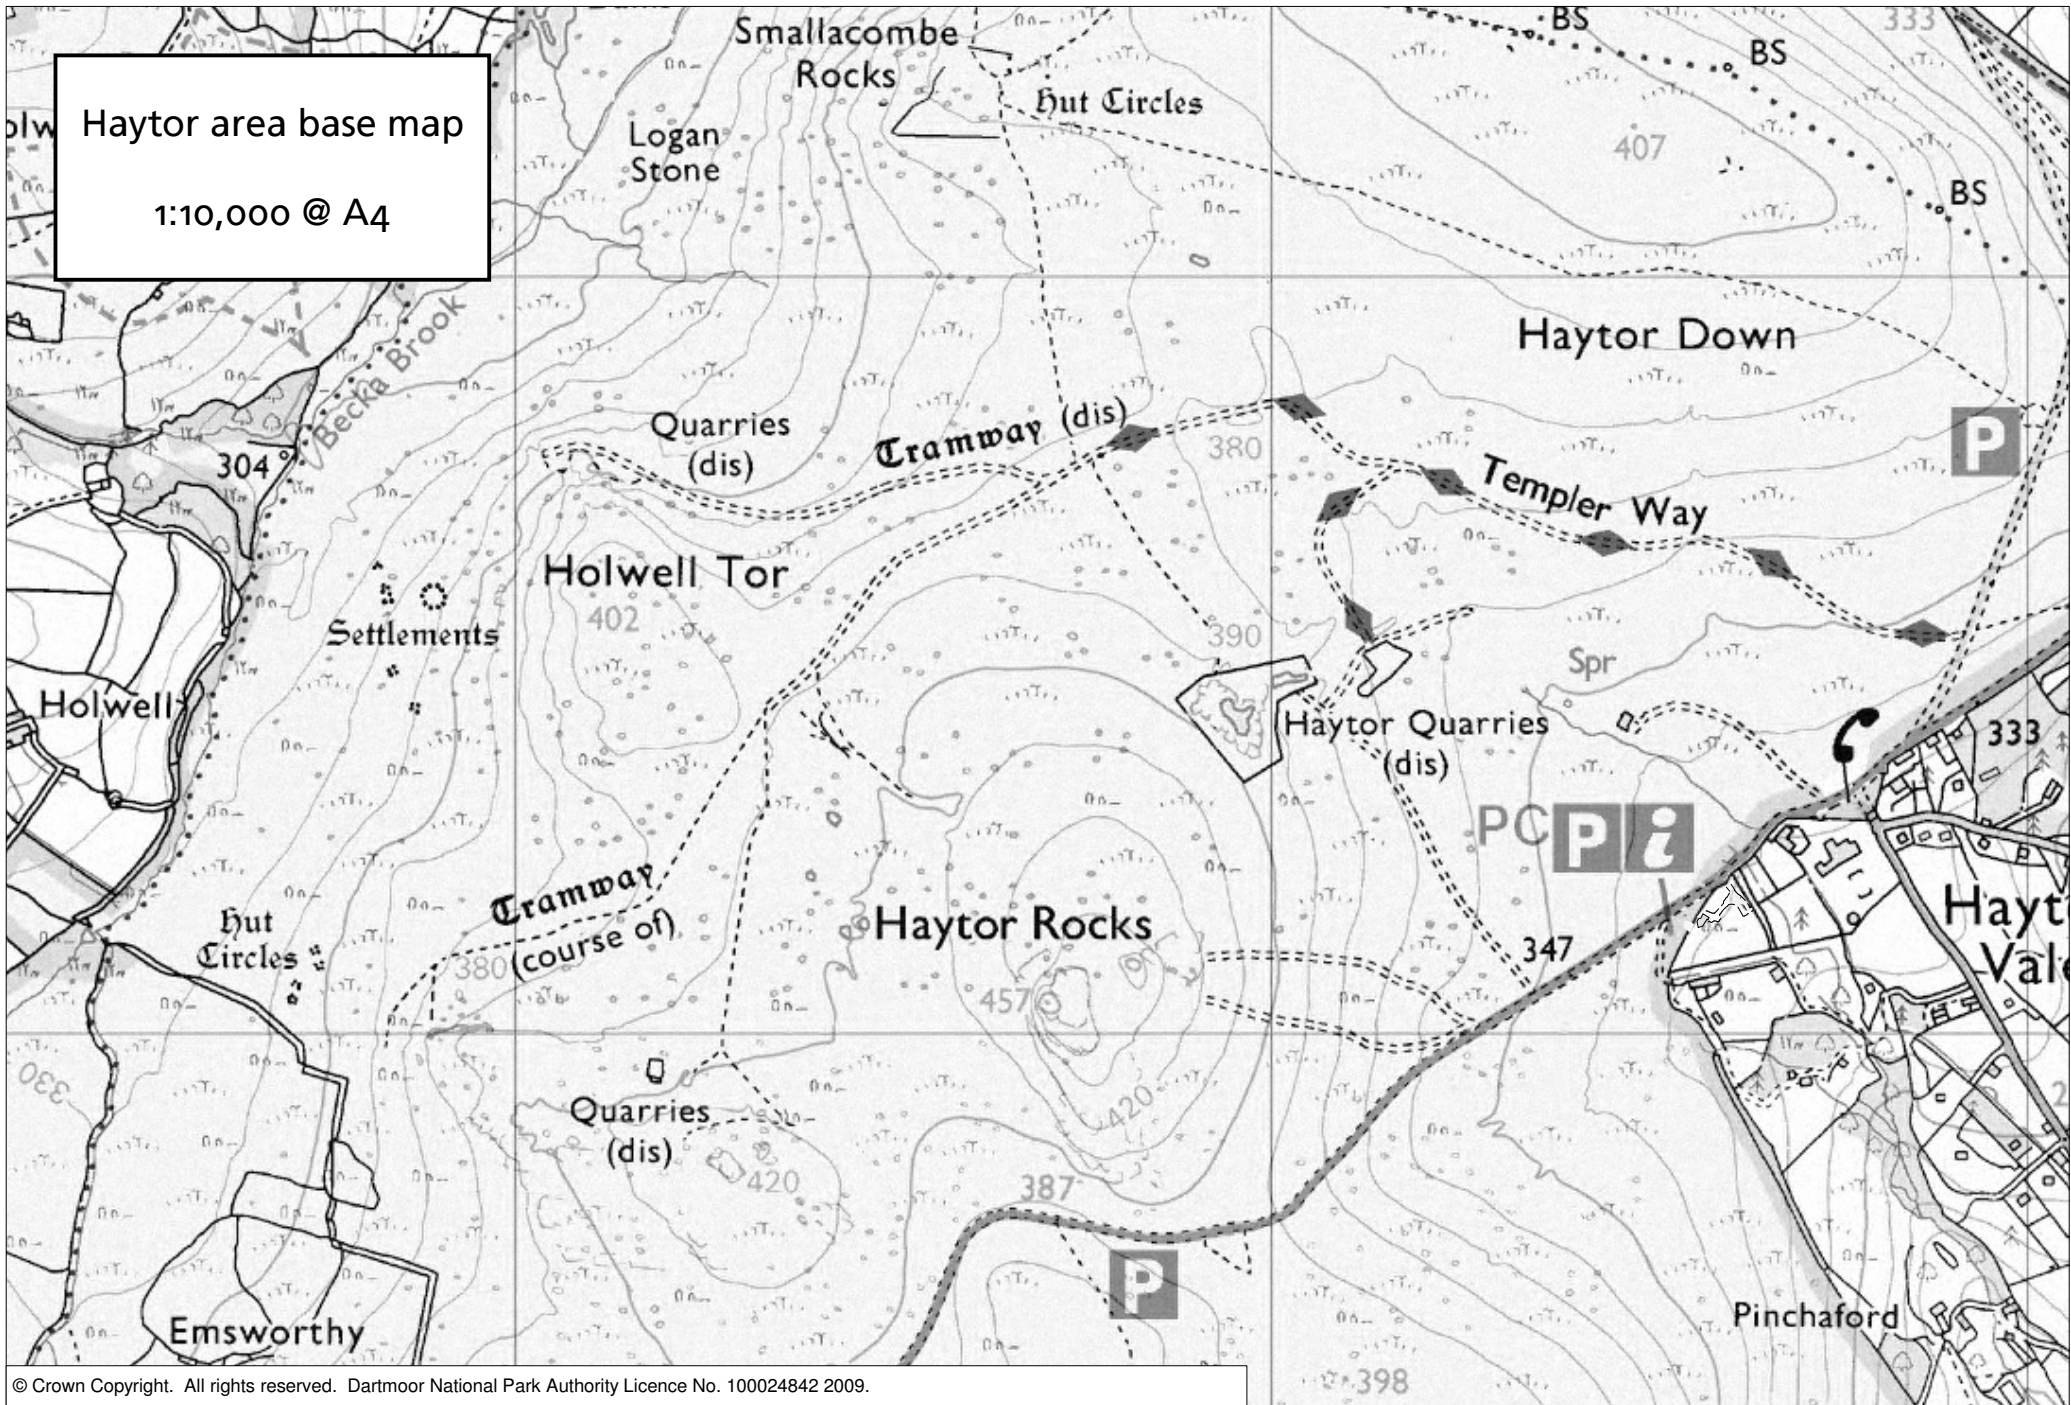 Smallacombe
Rocks
BS
333
BS
Haytor area base map
1:10,000 @ A4
Hut Circles
Logan
Stone
407
BS
Becka Brook
Haytor Down
Quarries
(dis)
Tramway (dis)
380
P
304
Templer Way
Holwell Tor
402
Settlements
390
Spr
Holwell
Haytor Quarries
(dis)
333
PC
P
i
Tramway
(course of)
380
Hut
Circles
Haytor Rocks
457
347
Hayt
Vale
330
Quarries
(dis)
420
420
387
P
Emsworthy
Pinchaford
398
© Crown Copyright.  All rights reserved.  Dartmoor National Park Authority Licence No. 100024842 2009.